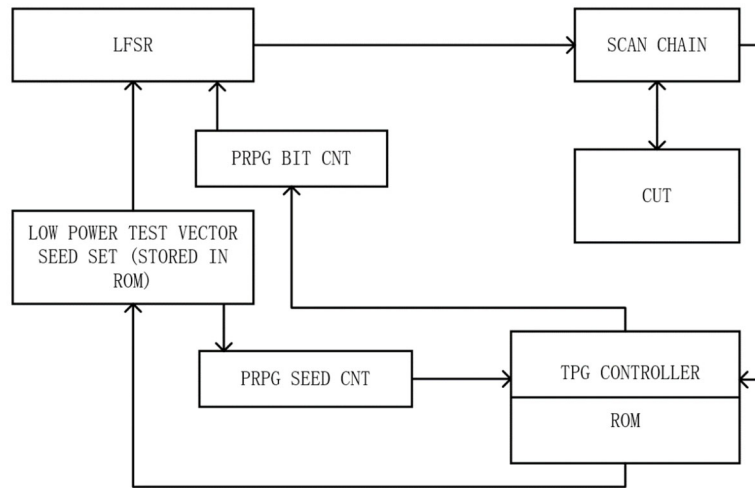 LFSR
SCAN CHAIN
PRPG BIT CNT
CUT
LOW POWER TEST VECTOR
SEED SET (STORED IN
ROM)
PRPG SEED CNT
TPG CONTROLLER
ROM